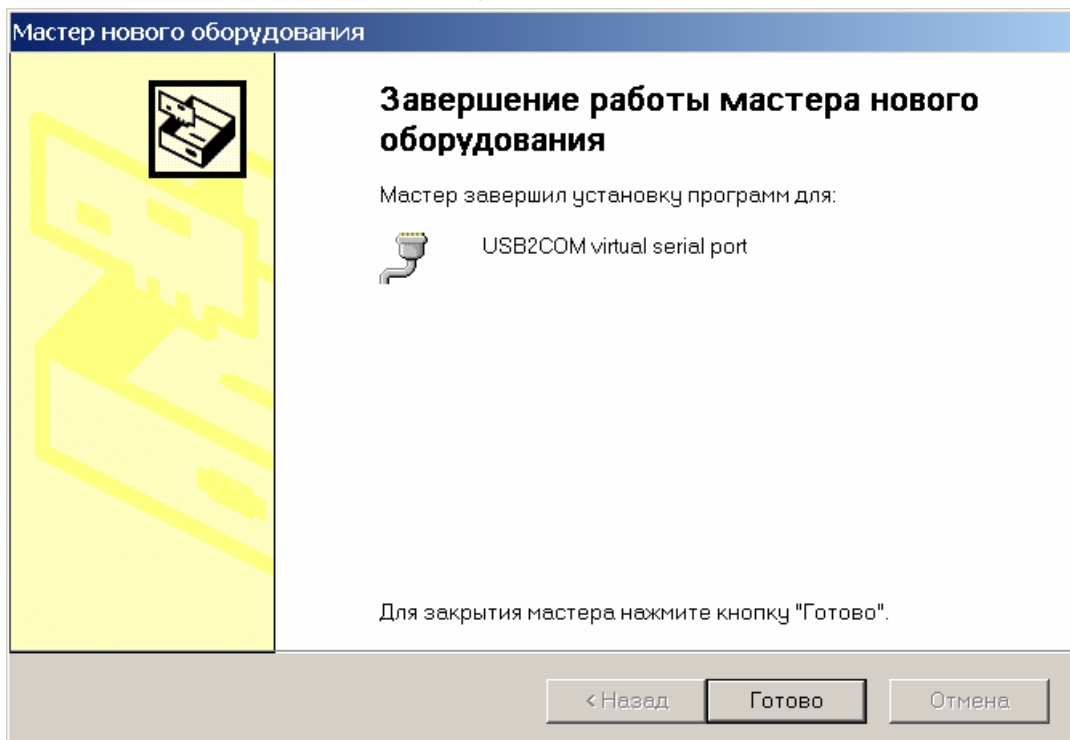 Мастер нового оборудования
Завершение работы мастера нового
оборудования
Мастер завершил установку программ для:
USB2COM virtual serial port
Для закрытия мастера нажмите кнопку "Готово".
< Назад
Готово
Отмена